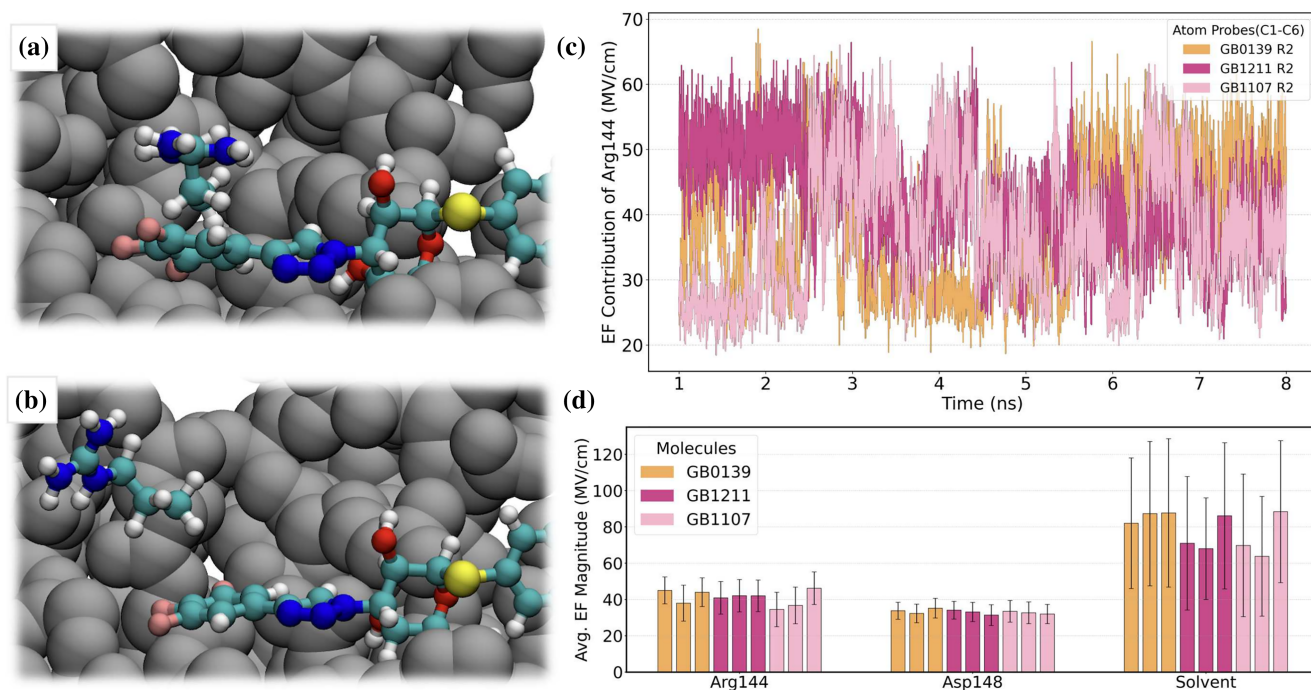 (a)
(b)
(c)
EF Contribution of Arg144 (MV/cm)
70
60
50
40
30
20
Atom Probes(C1-C6)
GB0139 R2
GB1211 R2
GB1107 R2
1 2 3 4 5 6 7 8
Time (ns)
(d)
Avg. EF Magnitude (MV/cm)
120
100
80
60
40
20
0
Molecules
GB0139
GB1211
GB1107
Arg144 Asp148 Solvent